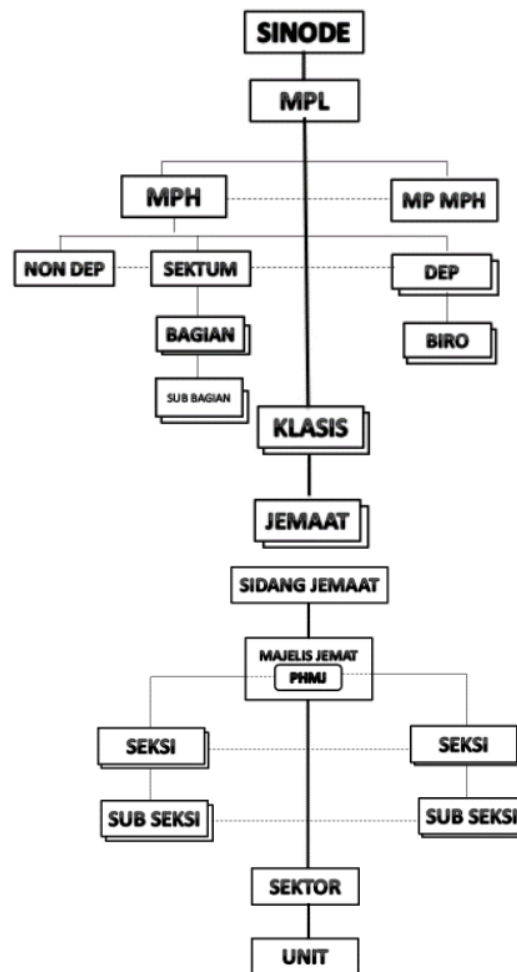 SINODE
MPL
MPH
MP MPH
NON DEP
SEKTUM
DEP
BAGIAN
BIRO
SUB BAGIAN
KLASIS
JEMAAT
SIDANG JEMAAT
MAJELIS JEMAT
PHMJ
SEKSI
SEKSI
SUB SEKSI
SUB SEKSI
SEKTOR
UNIT